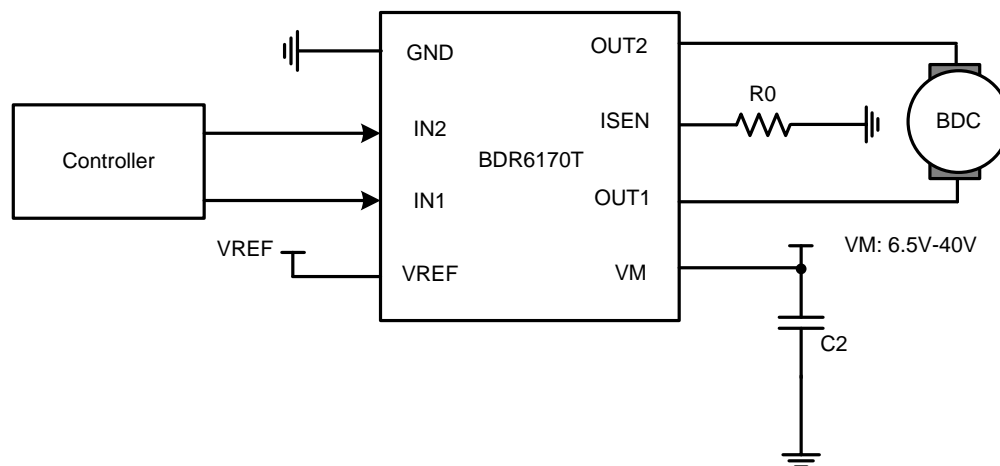 GND
OUT2
R0
IN2
ISEN
BDC
Controller
BDR6170T
IN1
OUT1
VREF
VM: 6.5V-40V
VREF
VM
C2